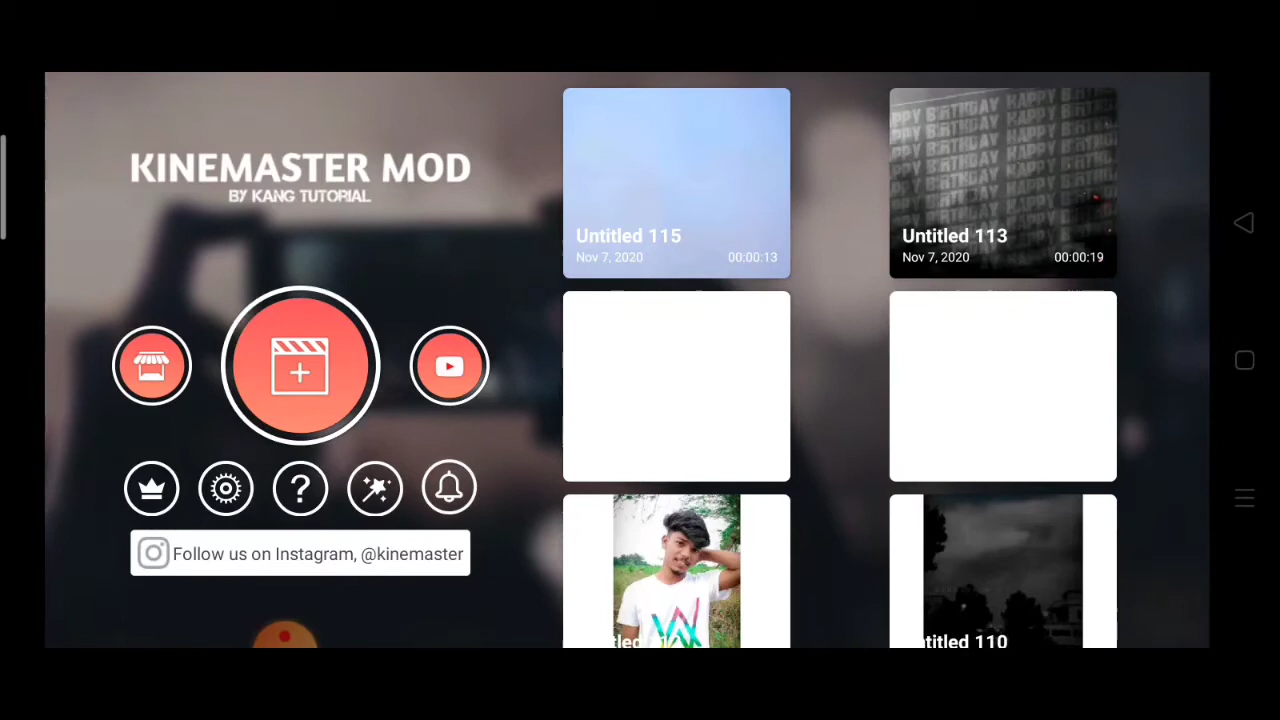 KINEMASTER MOD
BY KANG TUTORIAL
Follow us on Instagram, @kinemaster
Untitled 115
Nov 7, 2020 00:00:13
HAPPY BIRTHDAY HAPPY
Untitled 113
Nov 7, 2020 00:00:19
ntitled 110